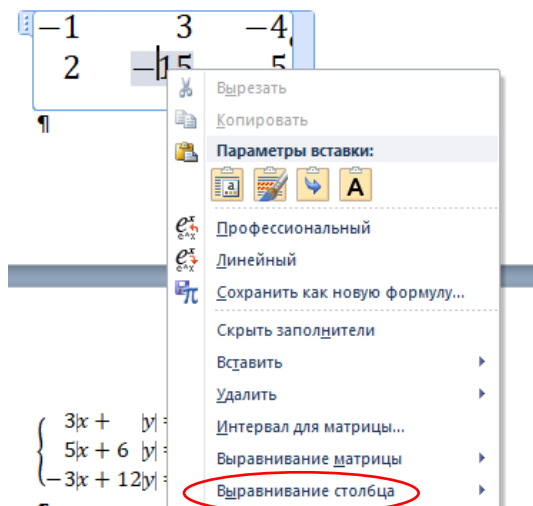 −1 3 −4
2 −15 5
¶
Вырезать
Копировать
Параметры вставки:
a A
Профессиональный
Линейный
Сохранить как новую формулу...
Скрыть заполнители
Вставить
Удалить
Интервал для матрицы...
Выравнивание матрицы
Выравнивание столбца
3|x + |y| =
5|x + 6 |y| =
−3|x + 12|y| =